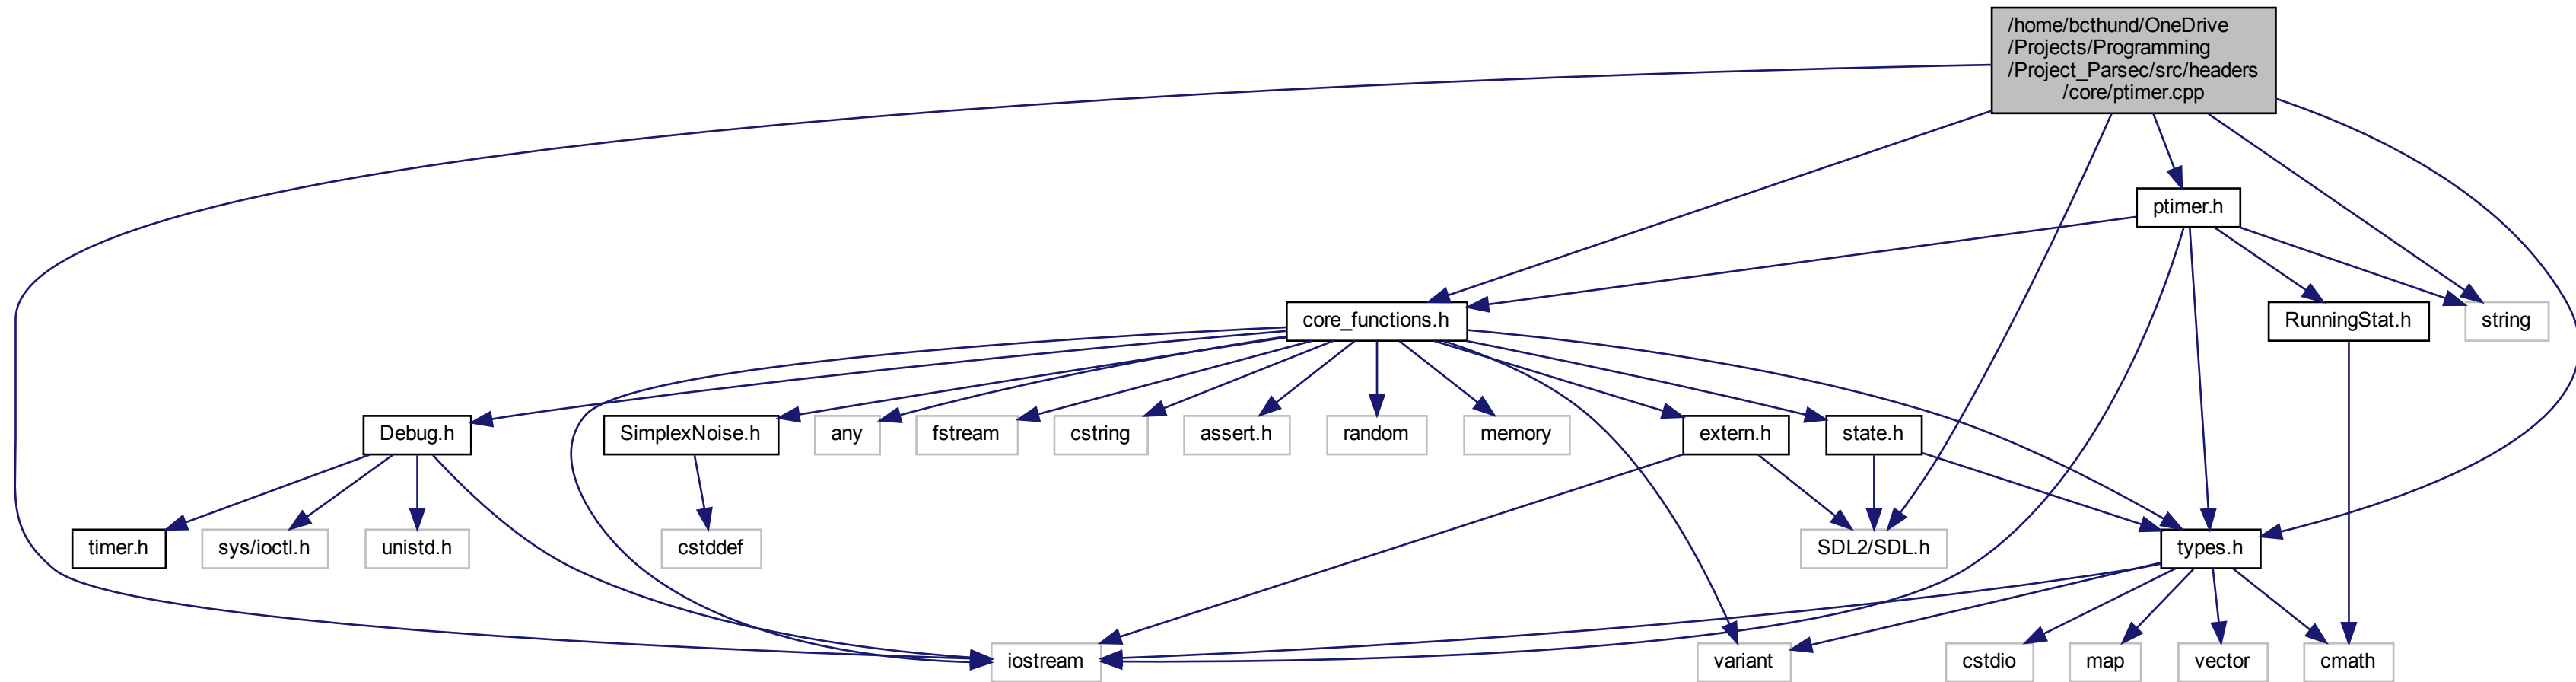 /home/bcthund/OneDrive
/Projects/Programming
/Project_Parsec/src/headers
/core/ptimer.cpp
ptimer.h
core_functions.h
RunningStat.h
string
Debug.h
SimplexNoise.h
any
fstream
cstring
assert.h
random
memory
extern.h
state.h
timer.h
sys/ioctl.h
unistd.h
cstddef
SDL2/SDL.h
types.h
iostream
variant
cstdio
map
vector
cmath